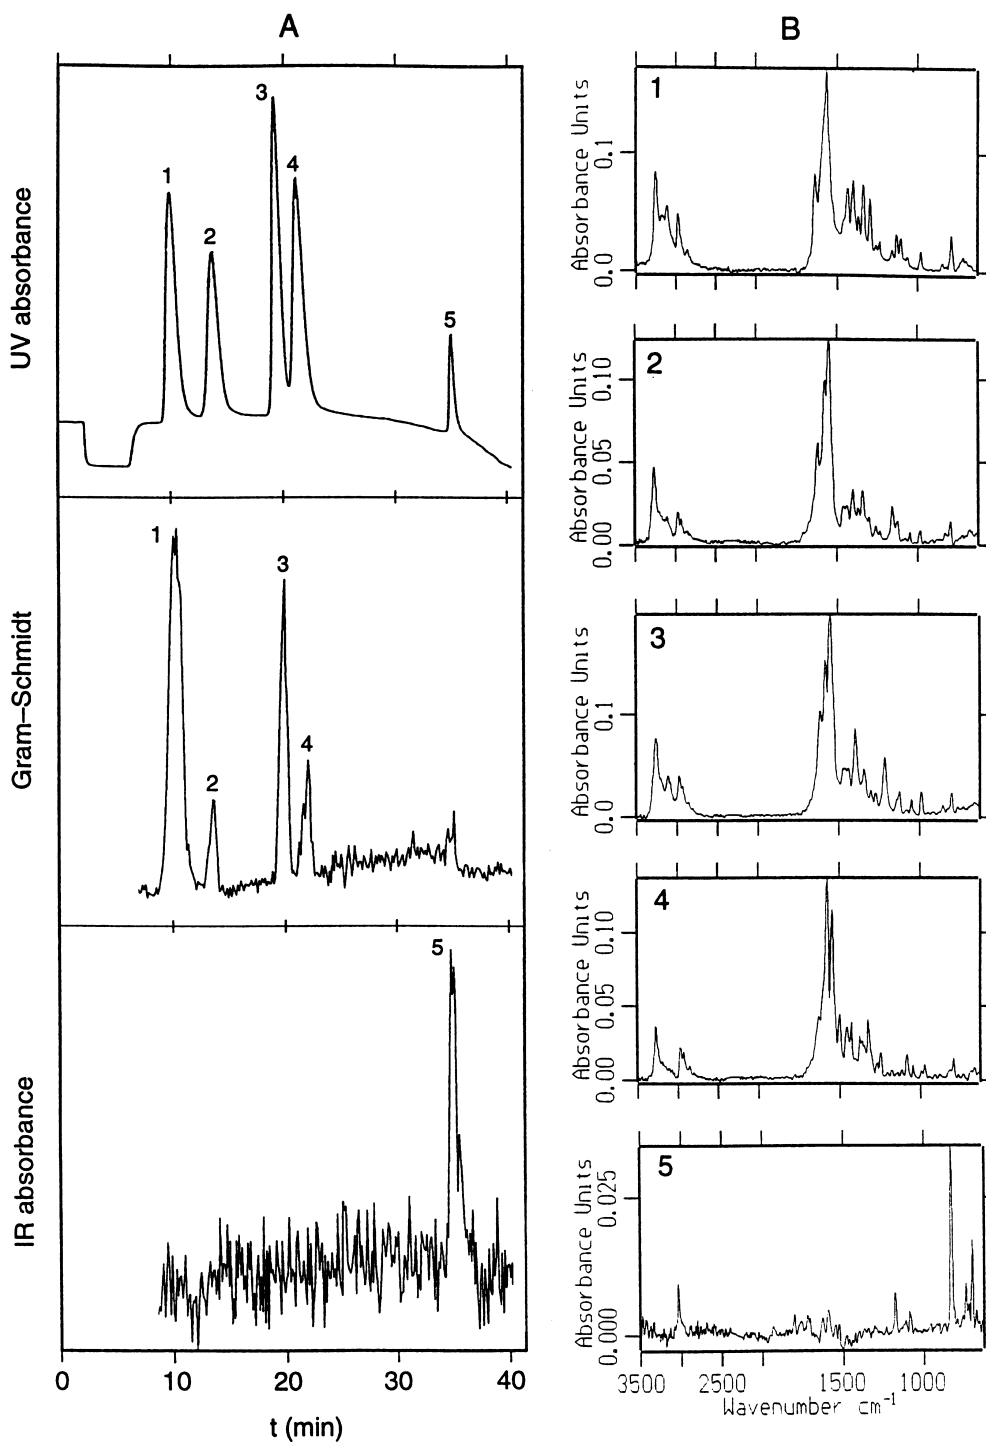 A
UV absorbance
1
2
3
4
5
Gram–Schmidt
1
2
3
4
IR absorbance
5
0 10 20 30 40
t (min)
B
Absorbance Units
0.0 0.1
1
Absorbance Units
0.00 0.05 0.10
2
Absorbance Units
0.0 0.1
3
Absorbance Units
0.00 0.05 0.10
4
Absorbance Units
0.000 0.025
5
3500 2500 1500 1000
Wavenumber cm⁻¹